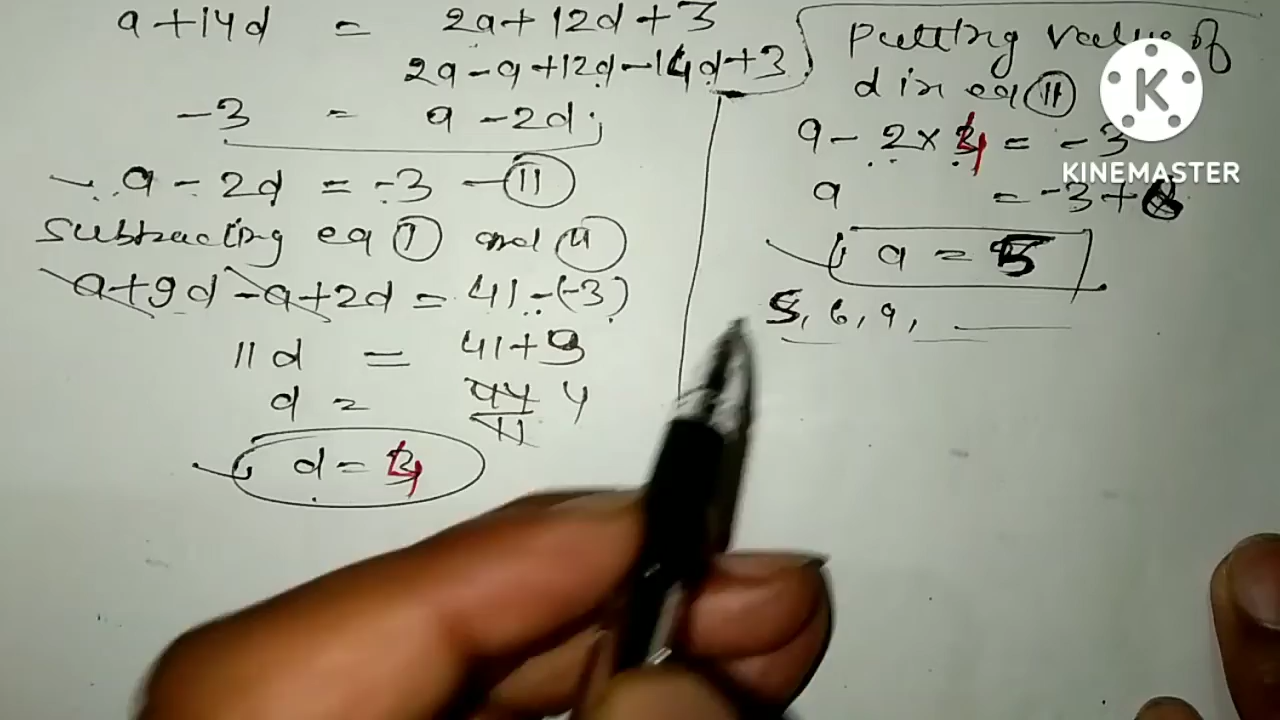 a + 14d = 2a + 12d + 3
2a - a + 12d - 14d + 3
-3 = a - 2d
a - 2d = -3 — (II)
Subtracting eq (I) and (II)
a + 9d - a + 2d = 41 - (-3)
11d = 41 + 3
d = 44/11 4
d = 4
Putting value of
d in eq (II)
a - 2 × 4 = -3
a = -3 + 8
a = 5
5, 6, 9,
K
KINEMASTER